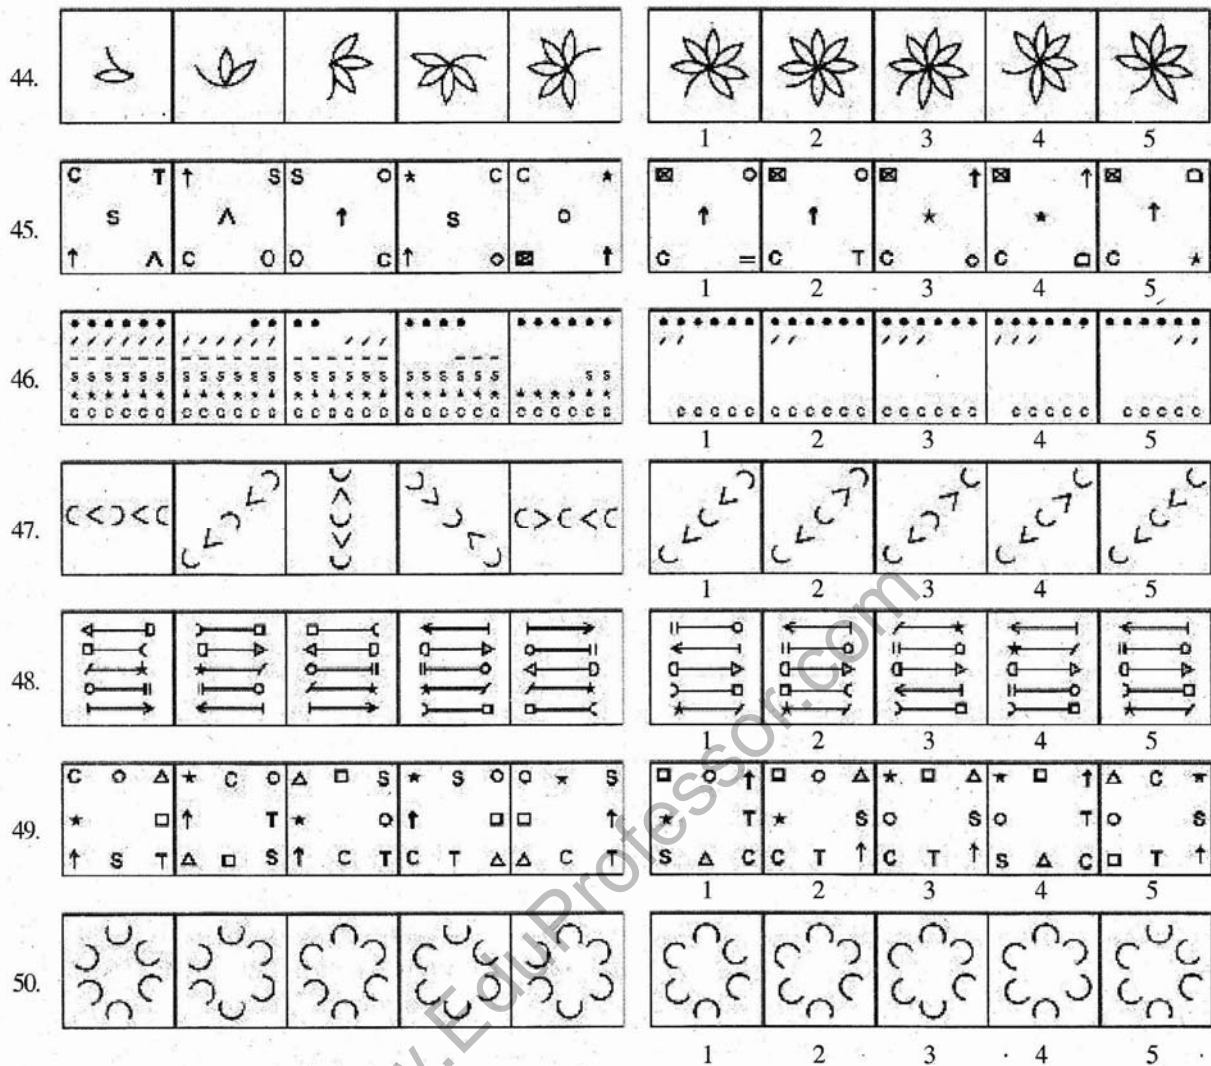 44.
1 2 3 4 5
C T ↑ S S O ★ C C ★ ⊠ O ⊠ O ⊠ ↑ ⊠ ↑ ⊠
45. S Λ ↑ S O ↑ ↑ ★ ★ ↑
↑ Λ C O O C ↑ O ⊠ ↑ C = C T C O C C ★
1 2 3 4 5
46.
S S S S S S S S S S S S S S S S S S S S S S S S S S
C C C C C C C C C C C C C C C C C C C C C C C C C C C C C C C C C C C C C C C C C C C C C C C C C C C C C C C C C
1 2 3 4 5
47. C < Ɔ < C C > C < C
1 2 3 4 5
48.
1 2 3 4 5
C O △ ★ C O △ □ S ★ S O O ★ S □ O ↑ □ O △ ★ □ △ ★ □ ↑ △ C ★
49. ★ □ ↑ T ★ O ↑ □ □ ↑ ★ T ★ S O S O T O S
↑ S T △ □ S ↑ C T C T △ △ C T S △ C C T ↑ C T ↑ S △ C □ T ↑
1 2 3 4 5
50.
1 2 3 4 5
www.EduProfessor.com